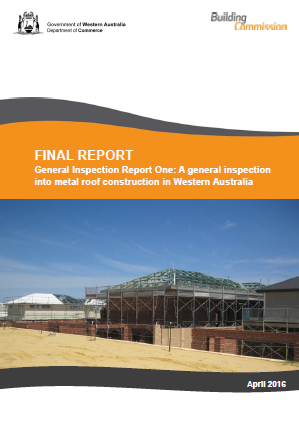 Government of Western Australia
Department of Commerce
Building
Commission
FINAL REPORT
General Inspection Report One: A general inspection
into metal roof construction in Western Australia
April 2016